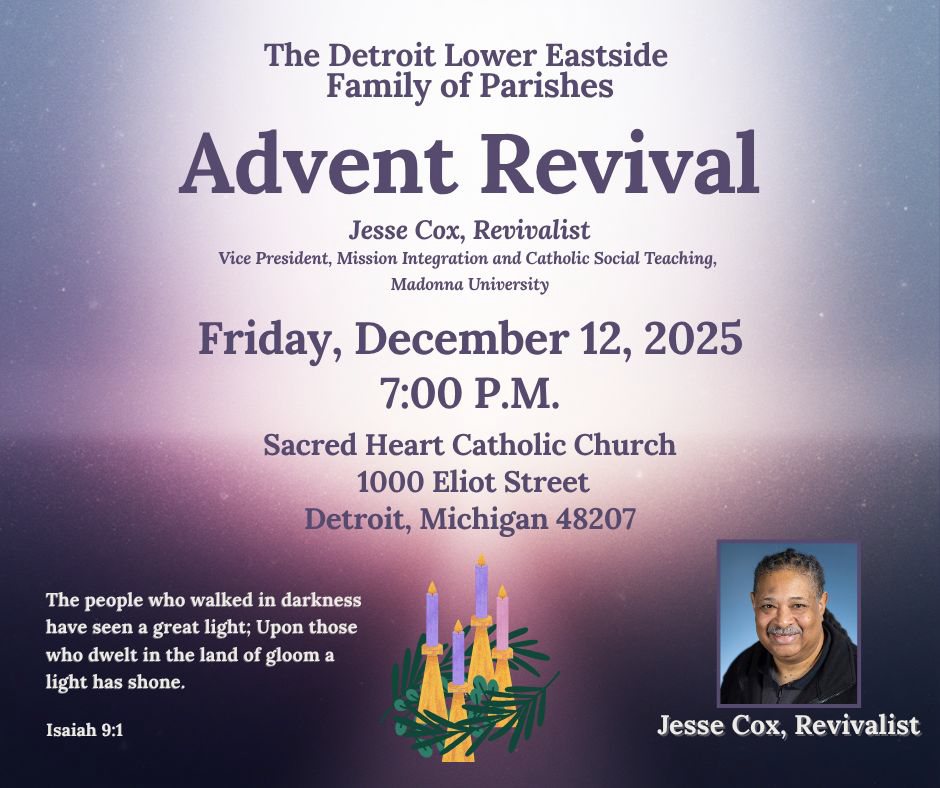 The Detroit Lower Eastside
Family of Parishes
Advent Revival
Jesse Cox, Revivalist
Vice President, Mission Integration and Catholic Social Teaching,
Madonna University
Friday, December 12, 2025
7:00 P.M.
Sacred Heart Catholic Church
1000 Eliot Street
Detroit, Michigan 48207
The people who walked in darkness
have seen a great light; Upon those
who dwelt in the land of gloom a
light has shone.
Isaiah 9:1
Jesse Cox, Revivalist